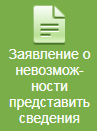 Заявление о
невозмож-
ности
представить
сведения